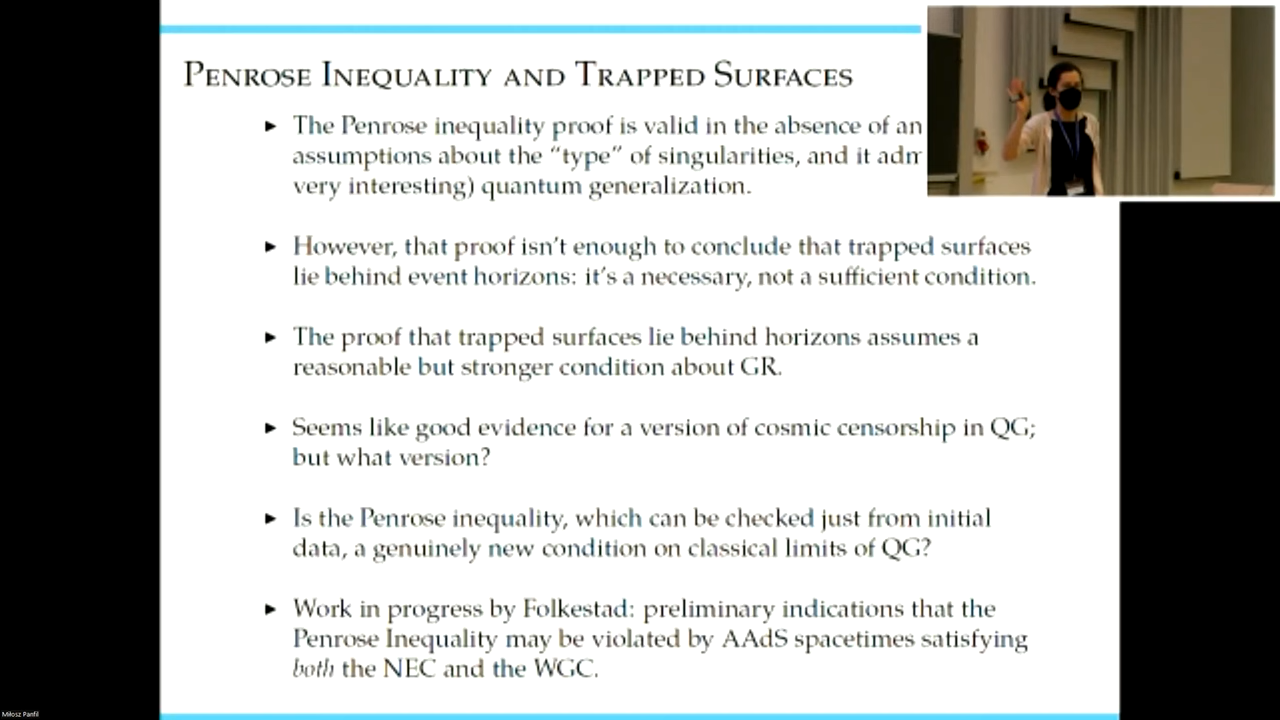 PENROSE INEQUALITY AND TRAPPED SURFACES
► The Penrose inequality proof is valid in the absence of an
assumptions about the "type" of singularities, and it adm
very interesting) quantum generalization.
► However, that proof isn't enough to conclude that trapped surfaces
lie behind event horizons: it's a necessary, not a sufficient condition.
► The proof that trapped surfaces lie behind horizons assumes a
reasonable but stronger condition about GR.
► Seems like good evidence for a version of cosmic censorship in QG;
but what version?
► Is the Penrose inequality, which can be checked just from initial
data, a genuinely new condition on classical limits of QG?
► Work in progress by Folkestad: preliminary indications that the
Penrose Inequality may be violated by AAdS spacetimes satisfying
both the NEC and the WGC.
Miłosz Panfil